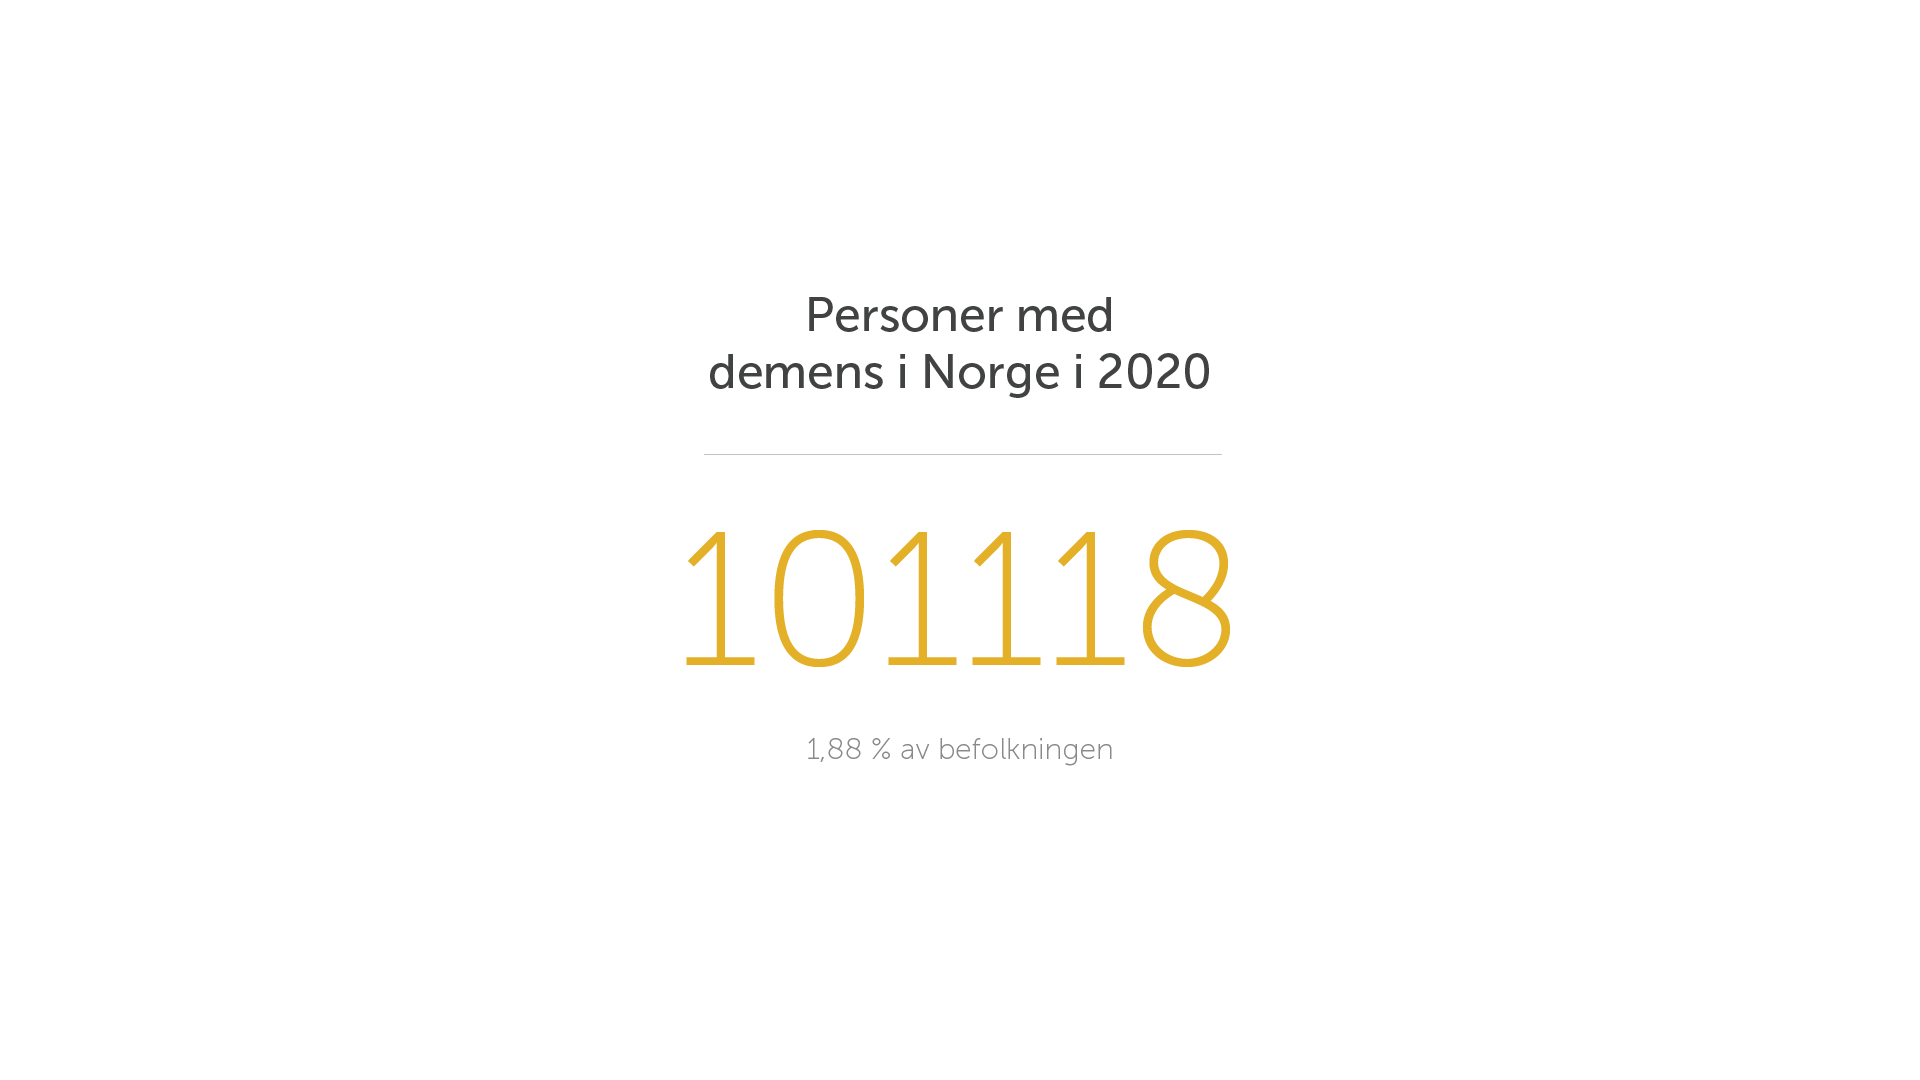 Personer med
demens i Norge i 2020
101118
1,88 % av befolkningen